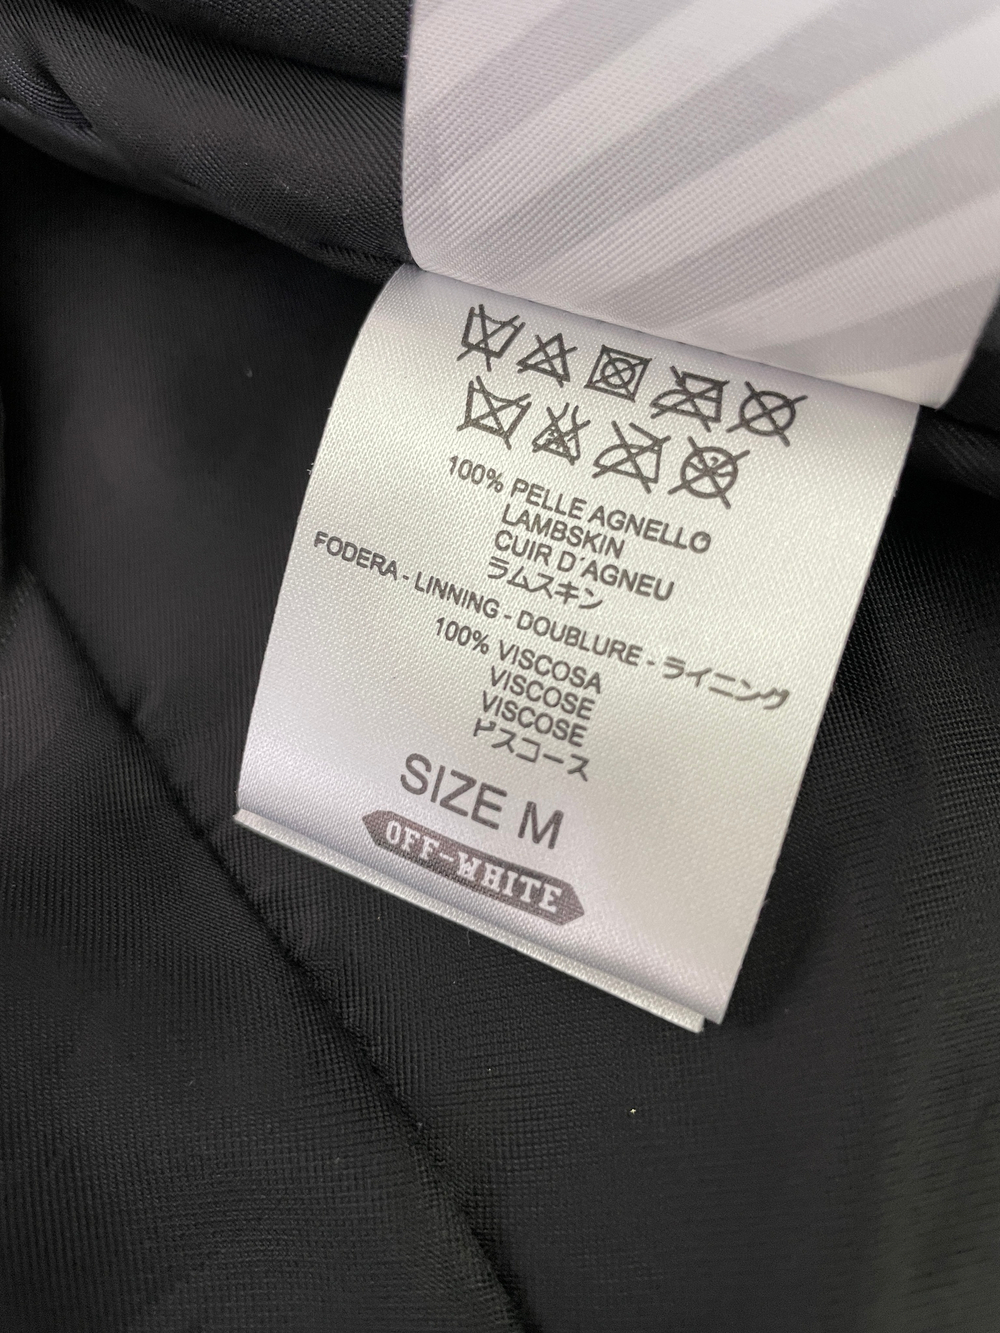 100% PELLE AGNELLO
LAMBSKIN
CUIR D'AGNEU
ラムスキン
FODERA - LINNING - DOUBLURE - ライニング
100% VISCOSA
VISCOSE
VISCOSE
ビスコース
SIZE M
OFF-WHITE